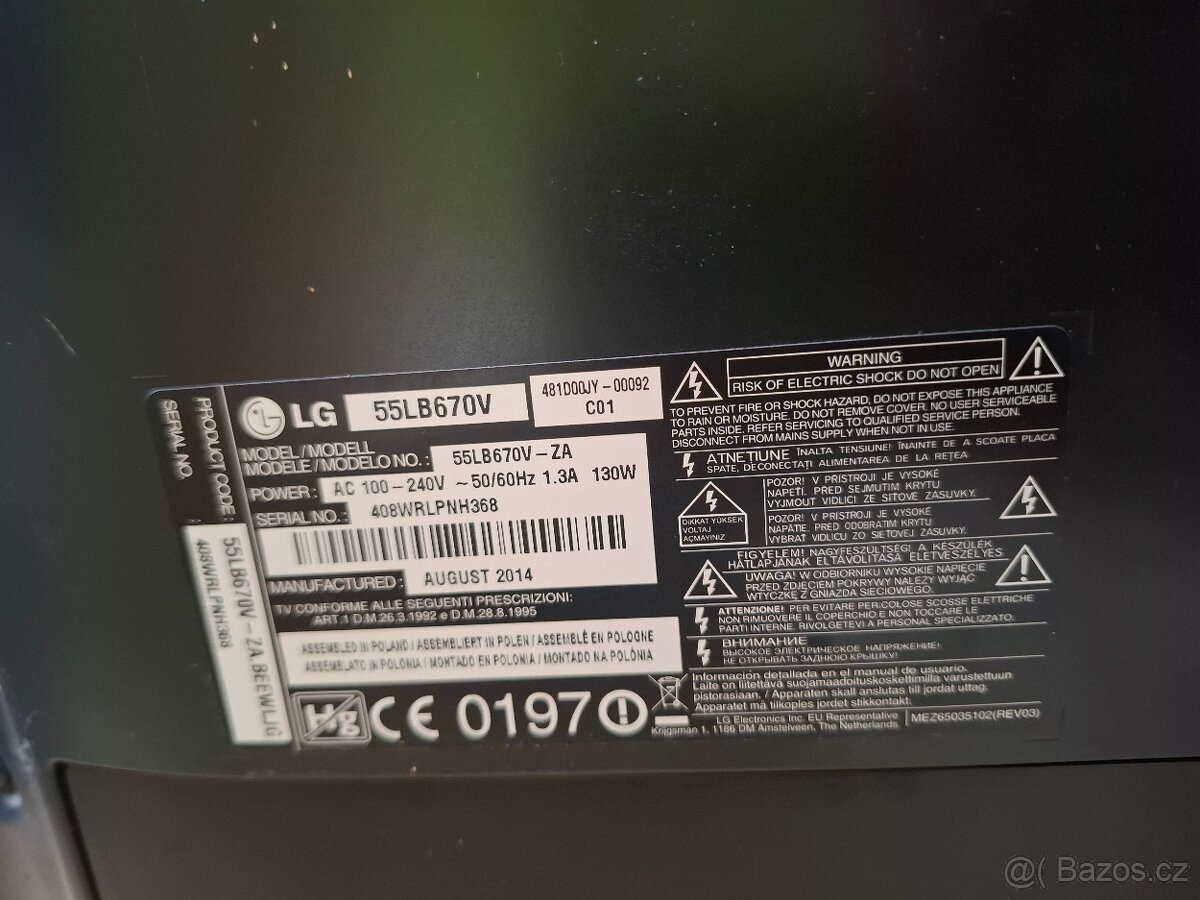 LG
55LB670V
481D00JY-00092
C01
MODEL / MODELL
MODELE / MODELO NO. :
55LB670V-ZA
POWER :
AC 100-240V ~50/60Hz 1.3A 130W
SERIAL NO. :
408WRLPNH368
MANUFACTURED :
AUGUST 2014
TV CONFORME ALLE SEGUENTI PRESCRIZIONI:
ART.1 D.M.26.3.1992 e D.M.28.8.1995
ASSEMBLED IN POLAND / ASSEMBLIERT IN POLEN / ASSEMBLÉ EN POLOGNE
ASSEMBLATO IN POLONIA / MONTADO EN POLONIA / MONTADO NA POLÓNIA
Hg
CE 0197
PRODUCT CODE :
SERIAL NO.
55LB670V-ZA.BEEWLJG
408WRLPNH368
WARNING
RISK OF ELECTRIC SHOCK DO NOT OPEN
TO PREVENT FIRE OR SHOCK HAZARD, DO NOT EXPOSE THIS APPLIANCE
TO RAIN OR MOISTURE. DO NOT REMOVE COVER. NO USER SERVICEABLE
PARTS INSIDE. REFER SERVICING TO QUALIFIED SERVICE PERSON.
DISCONNECT FROM MAINS SUPPLY WHEN NOT IN USE.
ATNEȚIUNE ÎNALTA TENSIUNE! ÎNAINTE DE A SCOATE PLACA
SPATE, DECONECTAȚI ALIMENTAREA DE LA REȚEA
DİKKAT YÜKSEK
VOLTAJ
AÇMAYINIZ
POZOR! V PŘÍSTROJI JE VYSOKÉ
NAPĚTÍ. PŘED SEJMUTÍM KRYTU
VYJMOUT VIDLICI ZE SÍŤOVÉ ZÁSUVKY.
POZOR! V PRÍSTROJI JE VYSOKÉ
NAPÄTIE. PRED ODOBRATÍM KRYTU
VYBRAŤ VIDLICU ZO SIEŤOVEJ ZÁSUVKY.
FIGYELEM! NAGYFESZÜLTSÉG! A KÉSZÜLÉK
HÁTLAPJÁNAK ELTÁVOLÍTÁSA ÉLETVESZÉLYES
UWAGA! W ODBIORNIKU WYSOKIE NAPIĘCIE
PRZED ZDJĘCIEM POKRYWY NALEŻY WYJĄĆ
WTYCZKĘ Z GNIAZDA SIECIOWEGO.
ATTENZIONE! PER EVITARE PERICOLOSE SCOSSE ELETTRICHE
NON RIMUOVERE IL COPERCHIO E NON TOCCARE LE
PARTI INTERNE. RIVOLGETEVI A PERSONAL SPECIALIZZATO.
ВНИМАНИЕ
ВЫСОКОЕ ЭЛЕКТРИЧЕСКОЕ НАПРЯЖЕНИЕ!
НЕ ОТКРЫВАТЬ ЗАДНЮЮ КРЫШКУ!
Información detallada en el manual de usuario.
Laite on liitettävä suojamaadoituskoskettimilla varustettuun
pistorasiaan. / Apparaten skall anslutas till jordat uttag.
Apparatet må tilkoples jordet stikkontakt.
LG Electronics Inc. EU Representative
Krijgsman 1, 1186 DM Amstelveen, The Netherlands
MEZ65035102(REV03)
@( Bazoš.cz